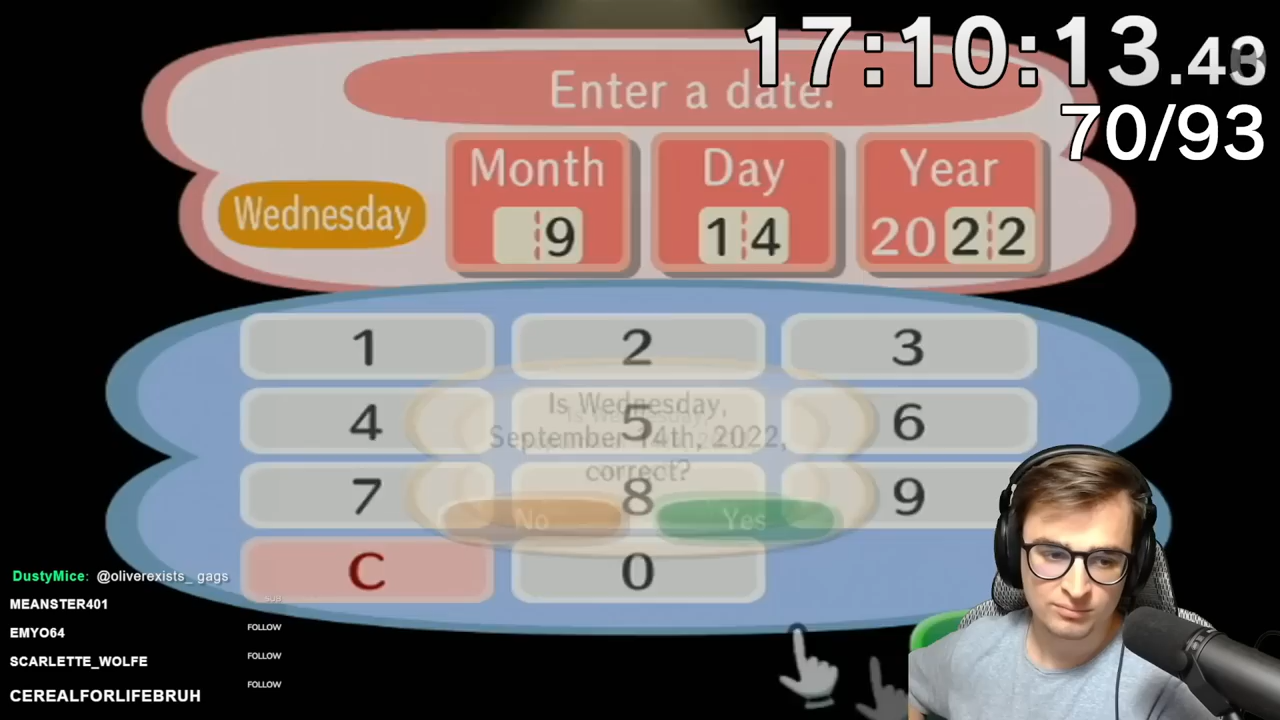 17:10:13.43
70/93
Enter a date.
Month
Day
Year
Wednesday
9
14
2022
1
2
3
4
5
6
7
8
9
C
0
Is Wednesday,
September 14th, 2022,
correct?
No
Yes
DustyMice: @oliverexists_ gags
MEANSTER401
SUB
EMYO64
FOLLOW
SCARLETTE_WOLFE
FOLLOW
CEREALFORLIFEBRUH
FOLLOW